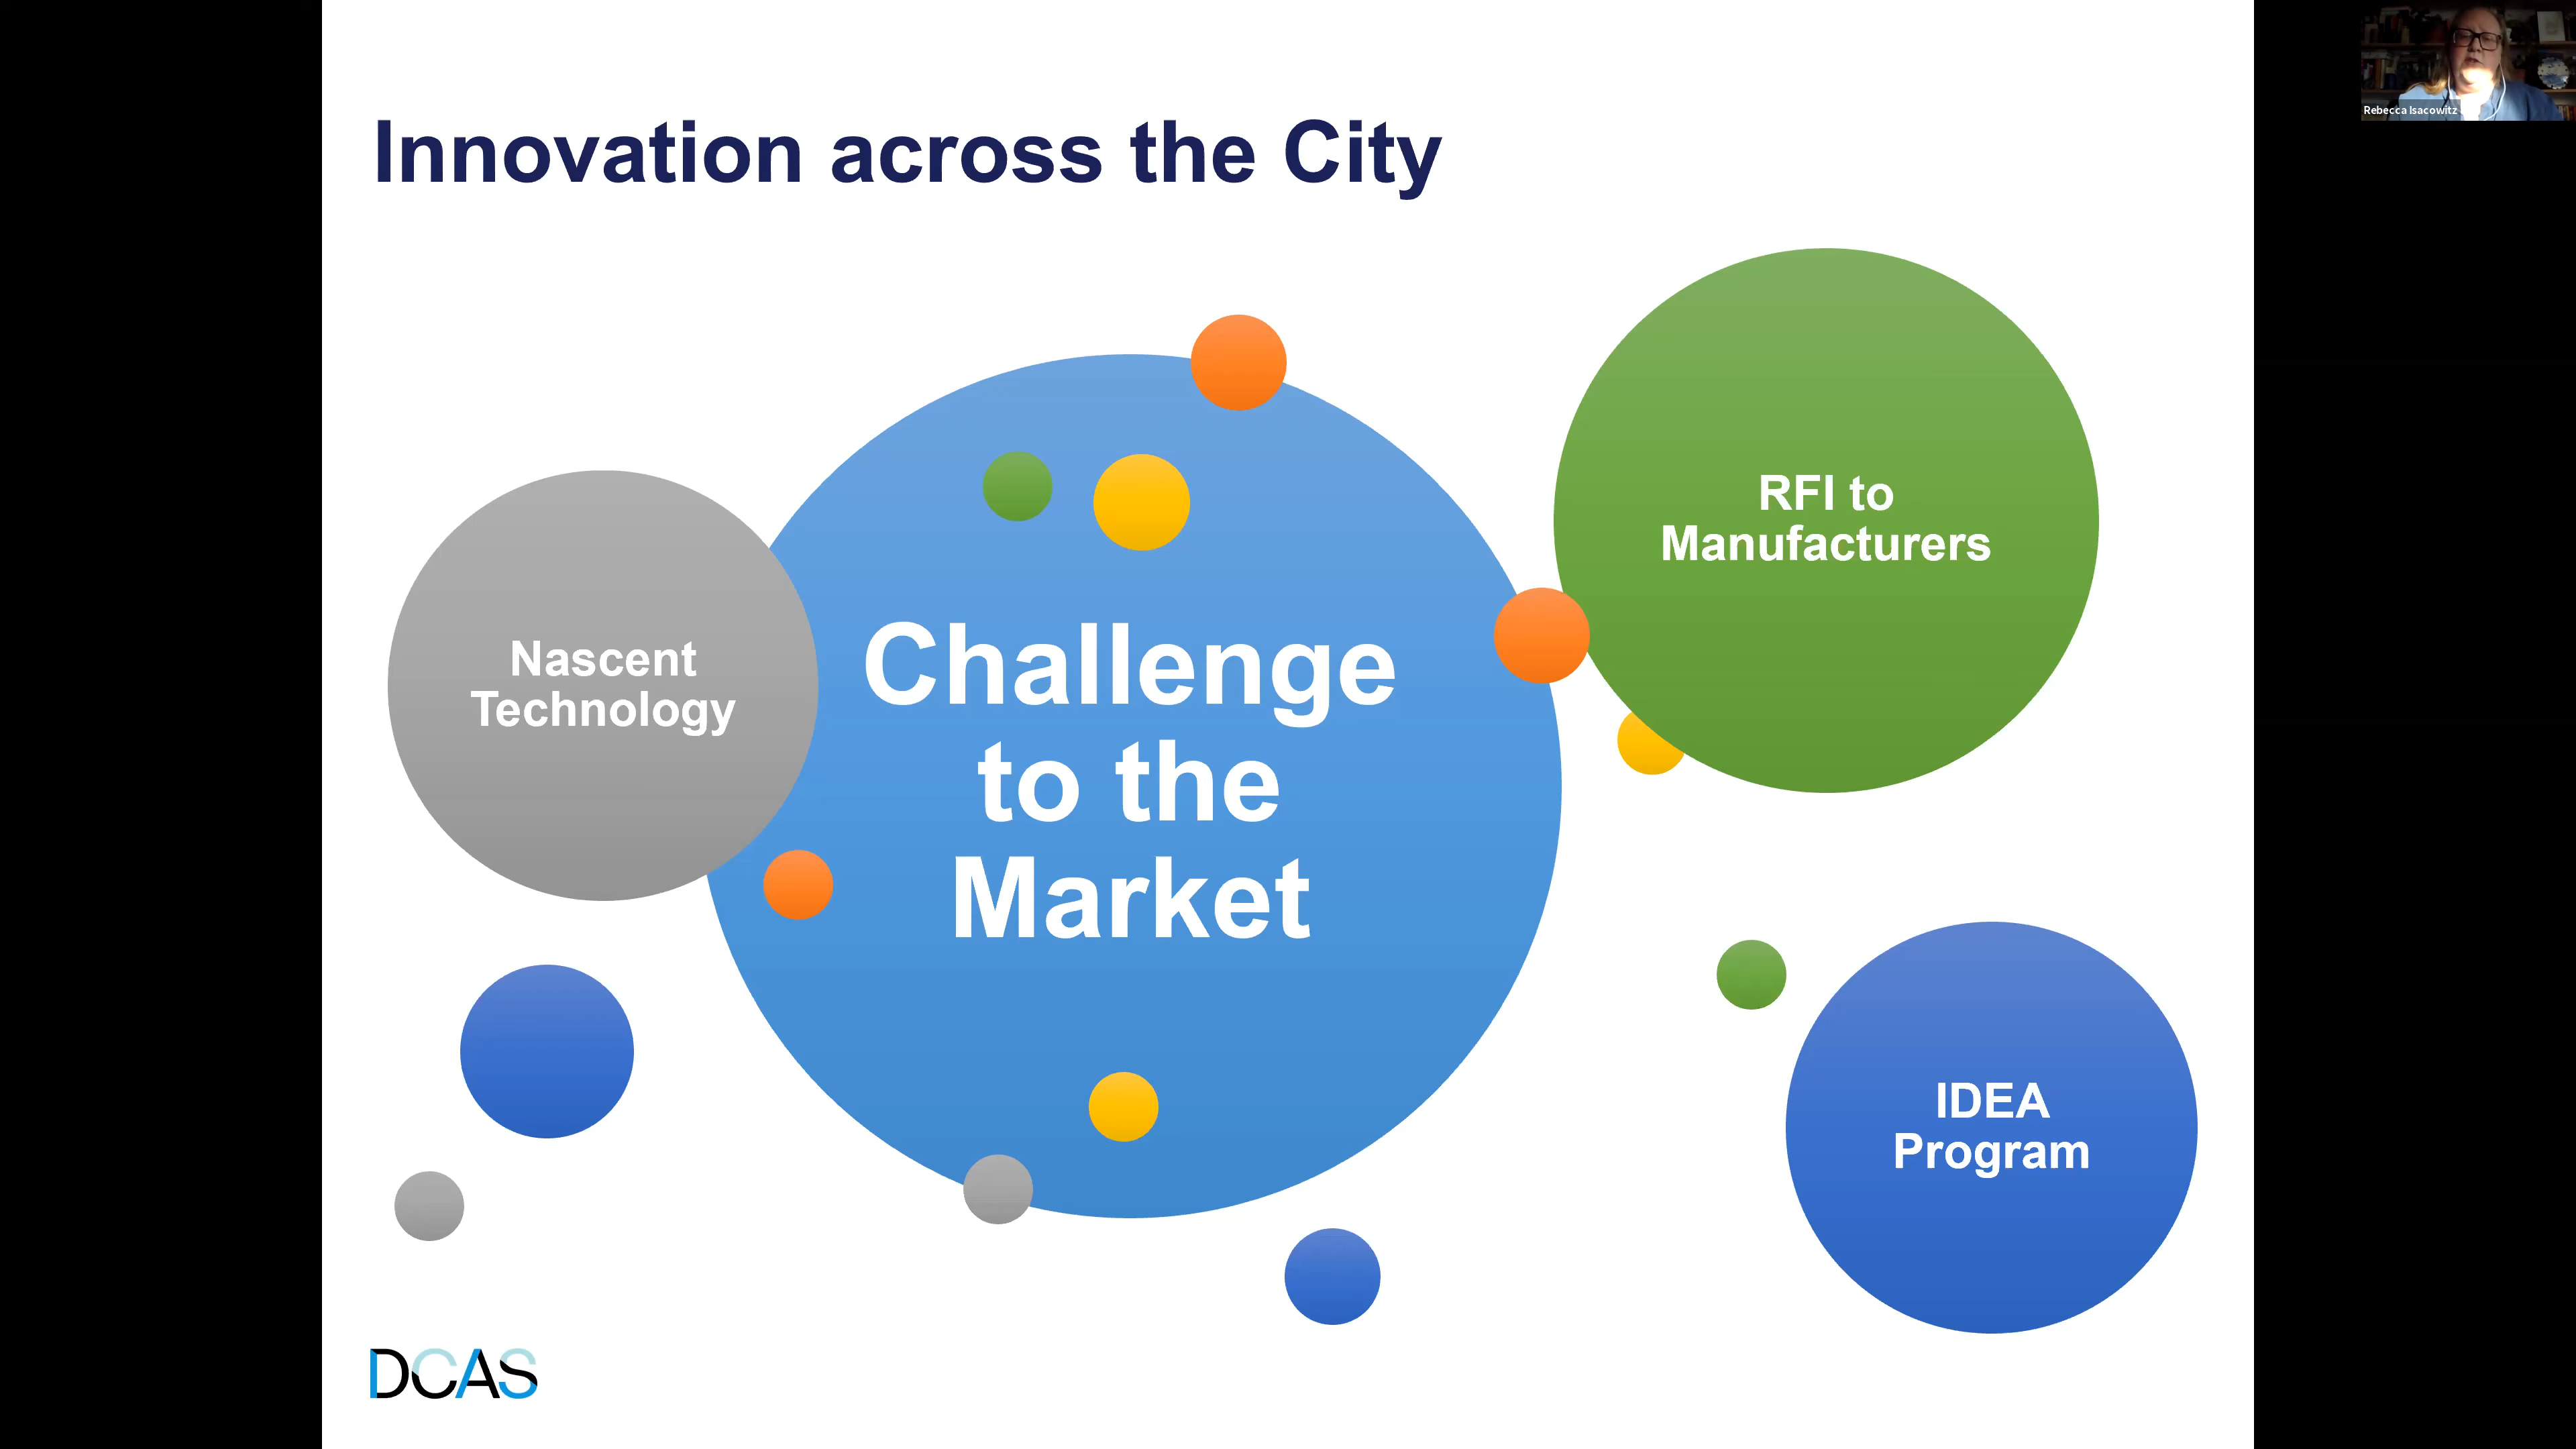 Innovation across the City
Rebecca Isacowitz
Nascent
Technology
Challenge
to the
Market
RFI to
Manufacturers
IDEA
Program
DCAS